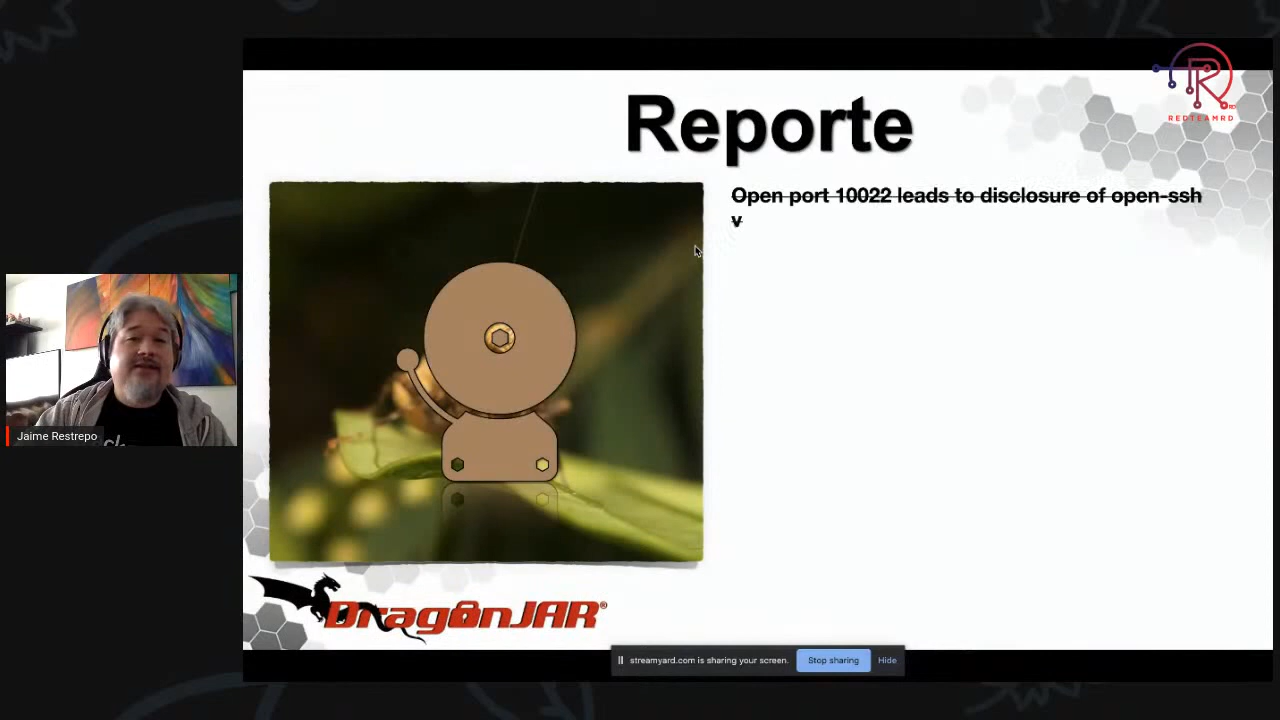 REDTEAMRD
Reporte
Open port 10022 leads to disclosure of open-ssh
v
Jaime Restrepo
DragonJAR®
streamyard.com is sharing your screen.
Stop sharing
Hide